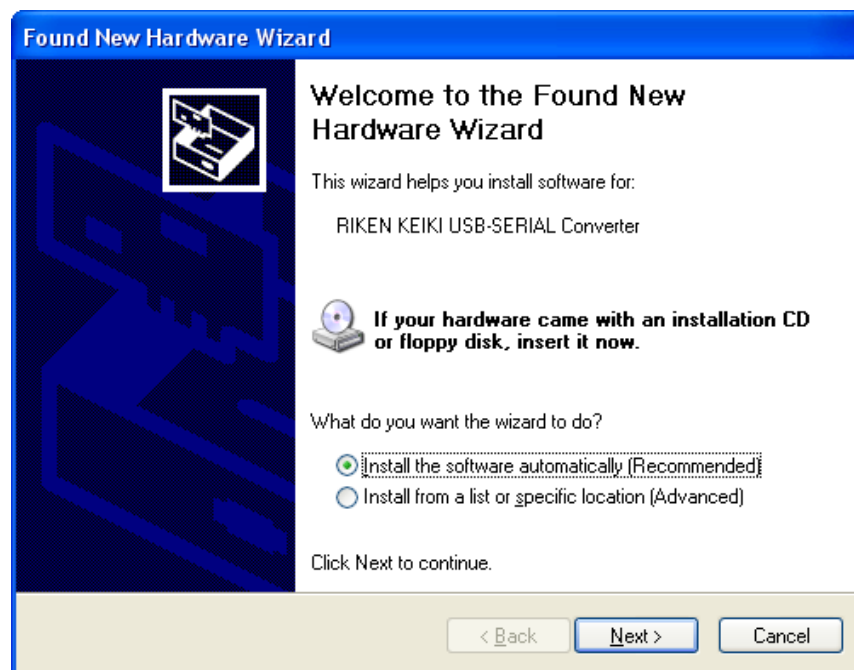 Found New Hardware Wizard
Welcome to the Found New
Hardware Wizard
This wizard helps you install software for:
RIKEN KEIKI USB-SERIAL Converter
If your hardware came with an installation CD
or floppy disk, insert it now.
What do you want the wizard to do?
Install the software automatically (Recommended)
Install from a list or specific location (Advanced)
Click Next to continue.
< Back Next > Cancel